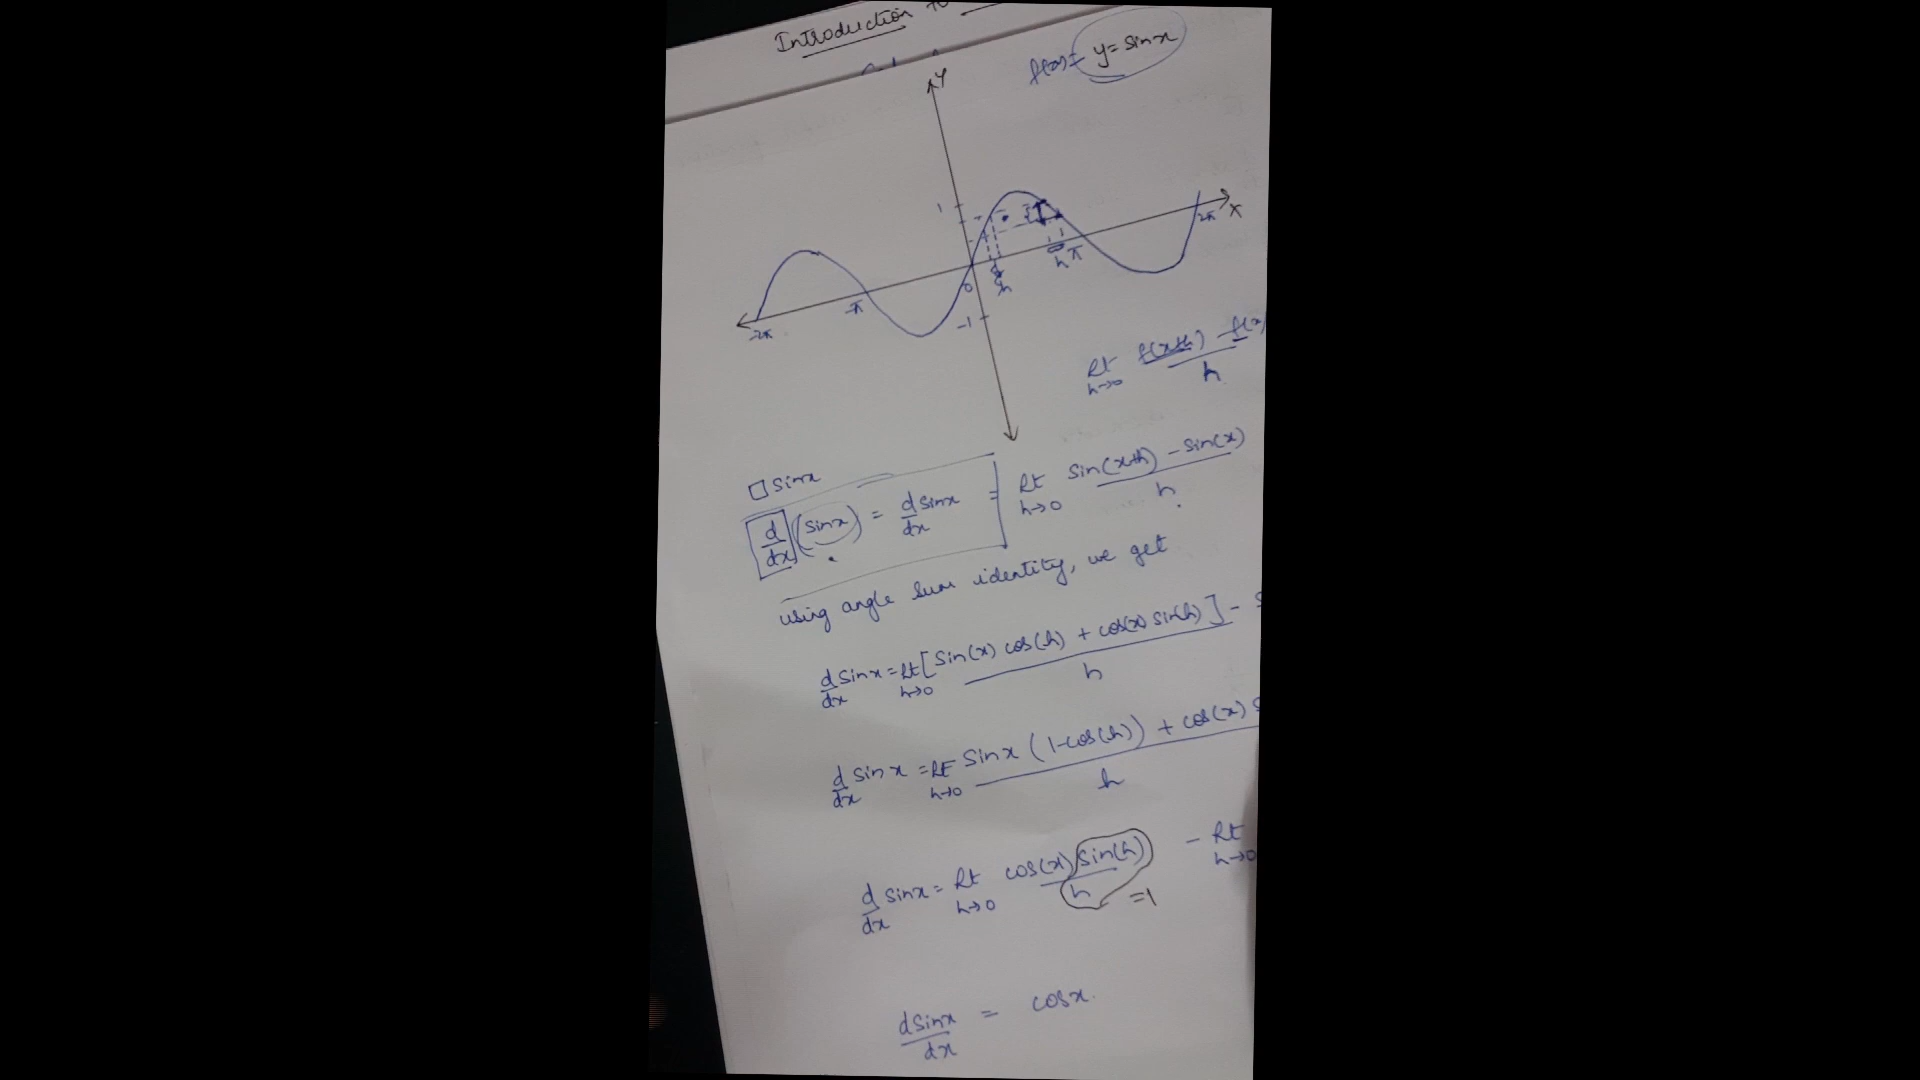 Introduction to
f(x) = y = sinx
Y
1
X
2π
π
h
h
0
-π
-2π
-1
lt f(x+h) - f(x)
h→0 h
□ sinx
d/dx (sinx) = d/dx sinx = lt h→0 sin(x+h) - sin(x) / h
using angle sum identity, we get
d/dx sinx = lt h→0 [sin(x) cos(h) + cos(x) sin(h)] - s / h
d/dx sinx = lt h→0 sinx (1-cos(h)) + cos(x) s / h
d/dx sinx = lt h→0 cos(x) sin(h) / h - lt h→0
=1
dsinx/dx = cosx.